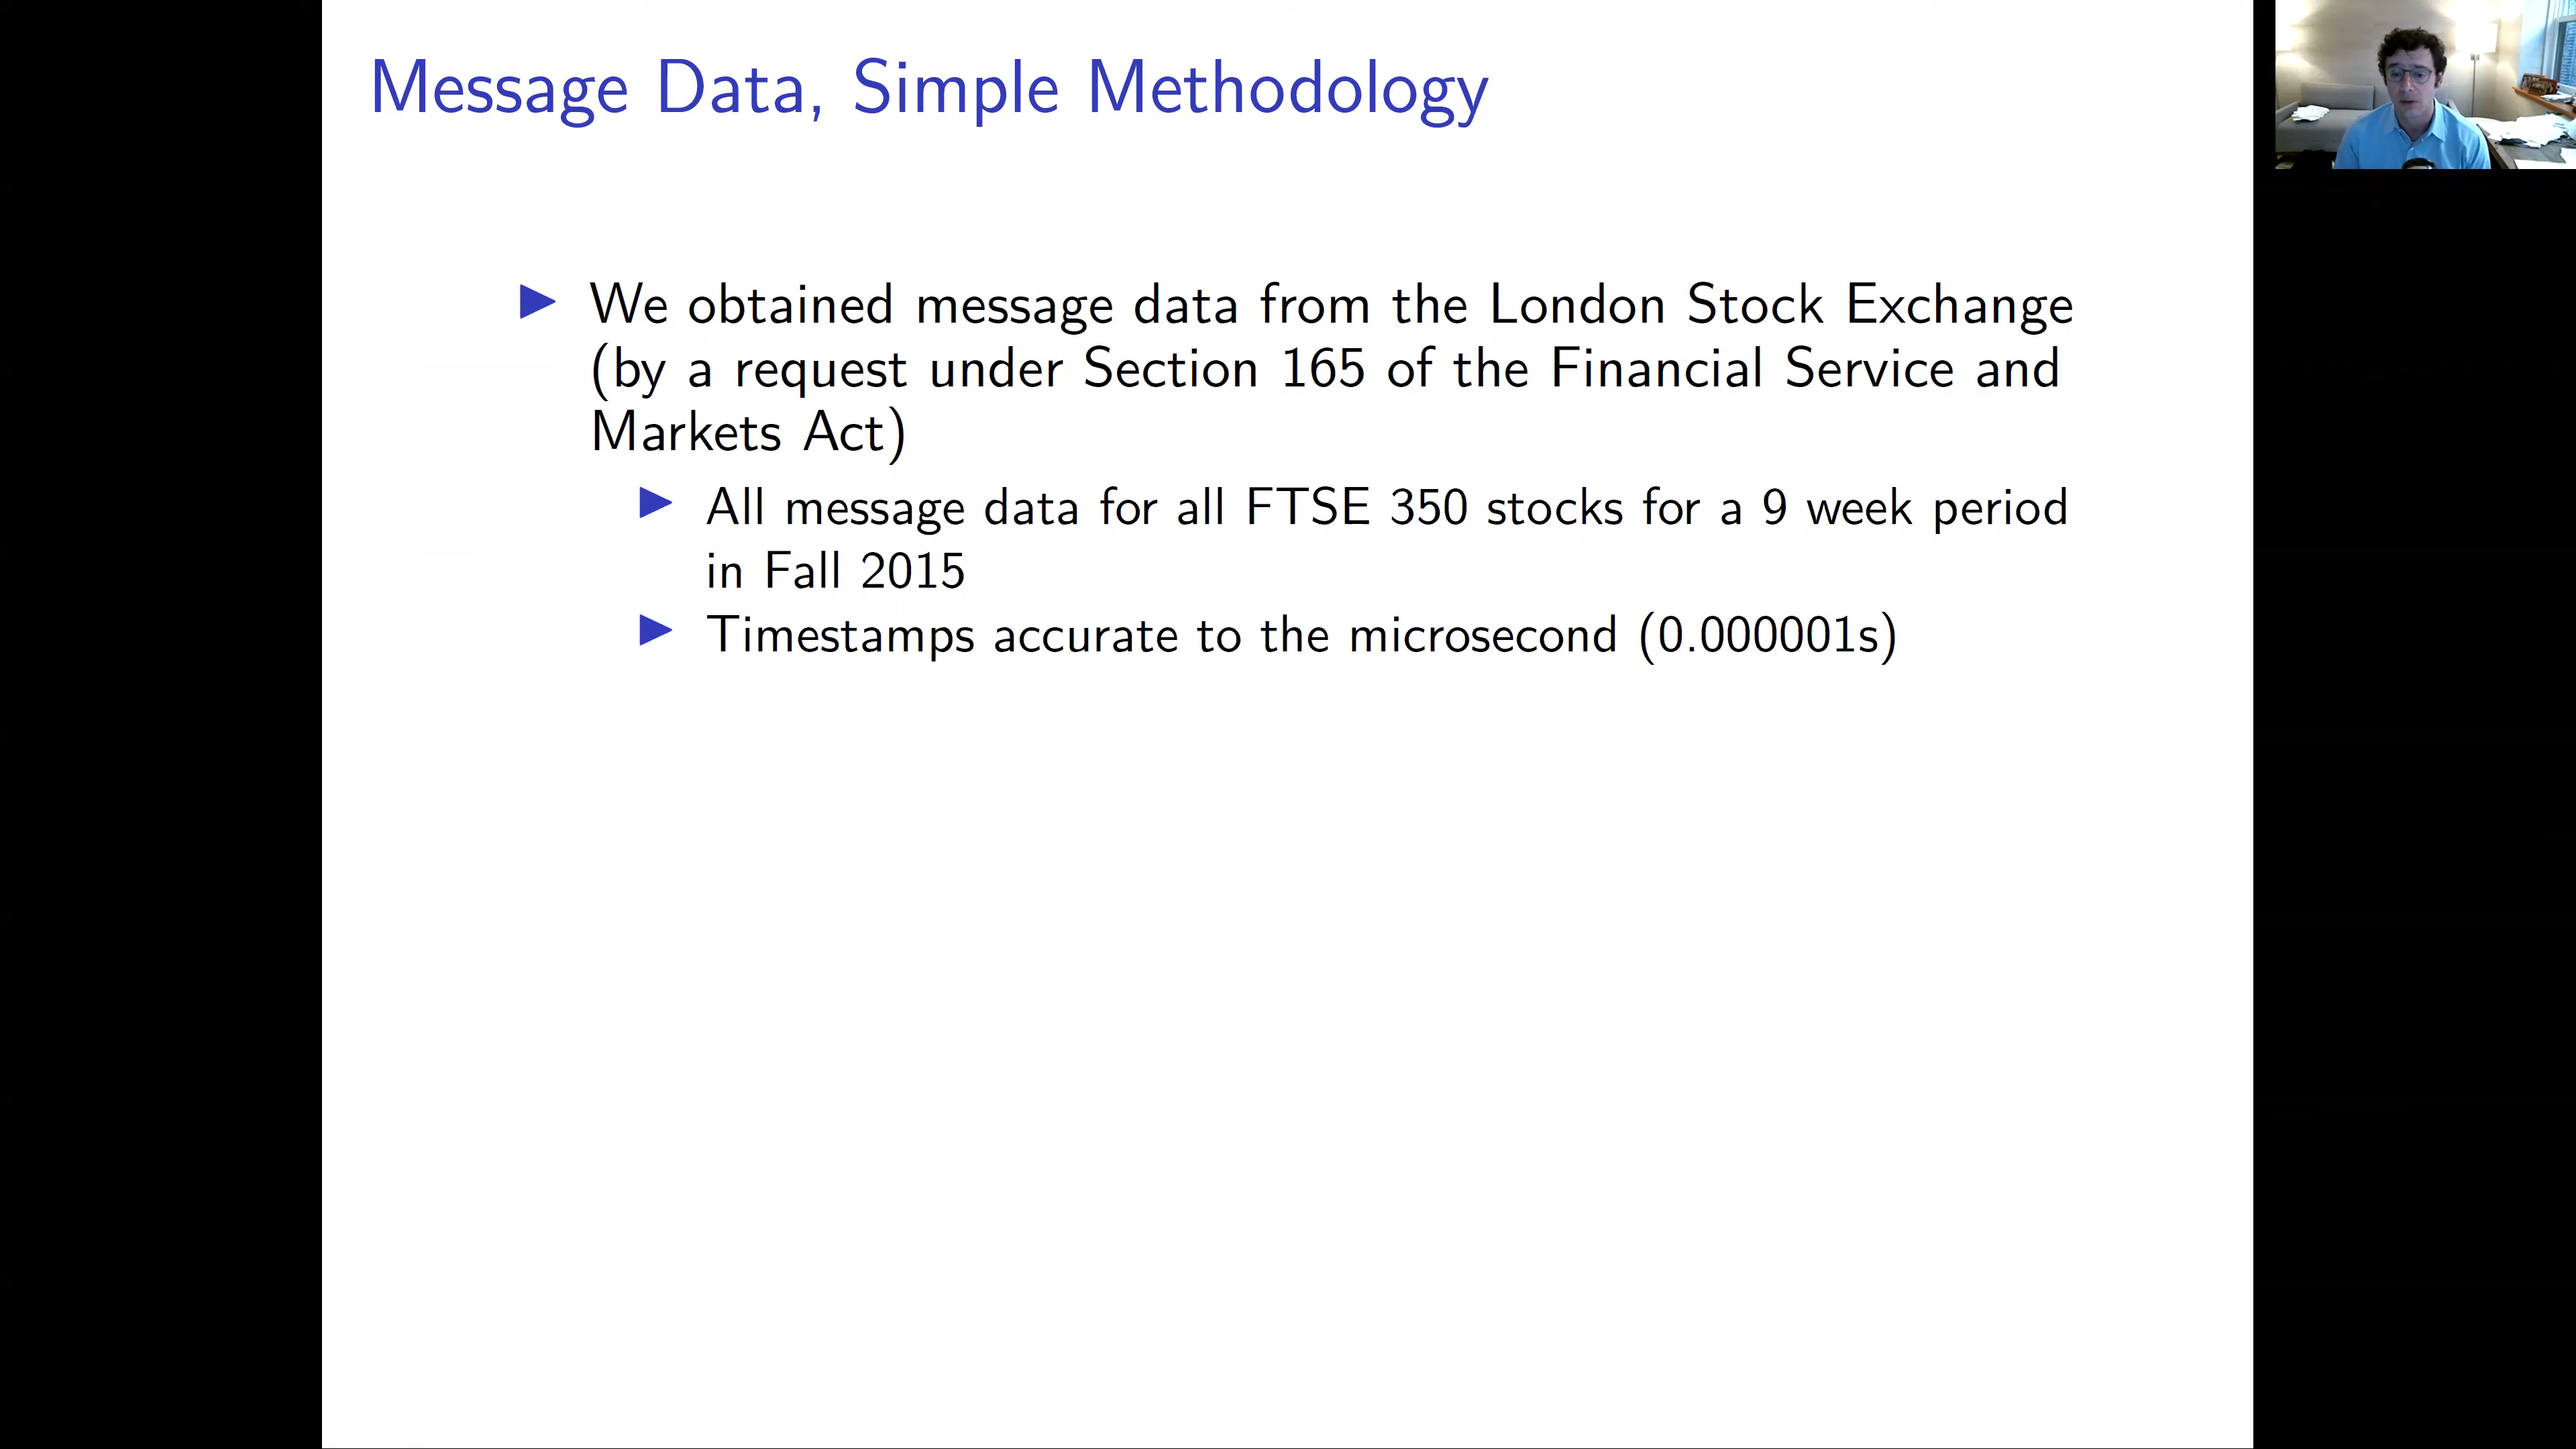 Message Data, Simple Methodology
We obtained message data from the London Stock Exchange
(by a request under Section 165 of the Financial Service and
Markets Act)
All message data for all FTSE 350 stocks for a 9 week period
in Fall 2015
Timestamps accurate to the microsecond (0.000001s)